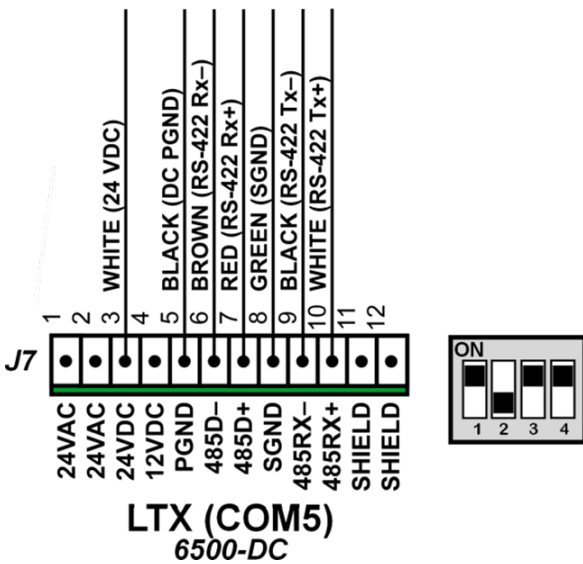 WHITE (24 VDC)
BLACK (DC PGND)
BROWN (RS-422 Rx–)
RED (RS-422 Rx+)
GREEN (SGND)
BLACK (RS-422 Tx–)
WHITE (RS-422 Tx+)
1 2 3 4 5 6 7 8 9 10 11 12
J7
24VAC
24VAC
24VDC
12VDC
PGND
485D–
485D+
SGND
485RX–
485RX+
SHIELD
SHIELD
LTX (COM5)
6500-DC
ON
1 2 3 4